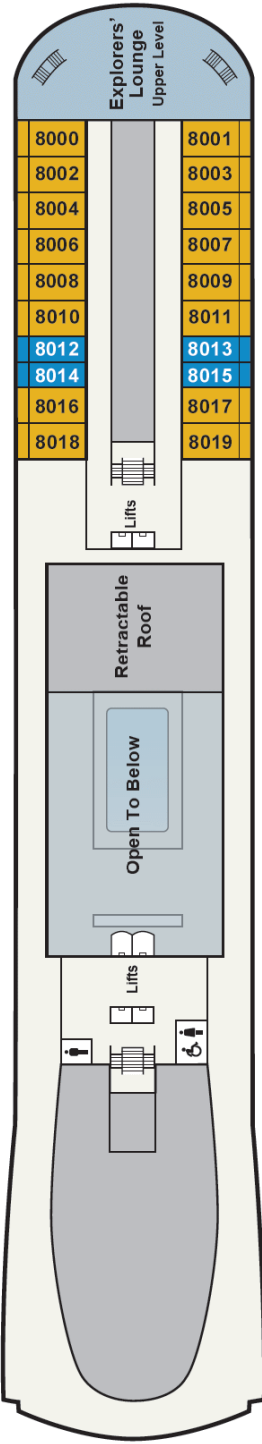 Explorers'
Lounge
Upper Level
8000 8001
8002 8003
8004 8005
8006 8007
8008 8009
8010 8011
8012 8013
8014 8015
8016 8017
8018 8019
Lifts
Retractable
Roof
Open To Below
Lifts